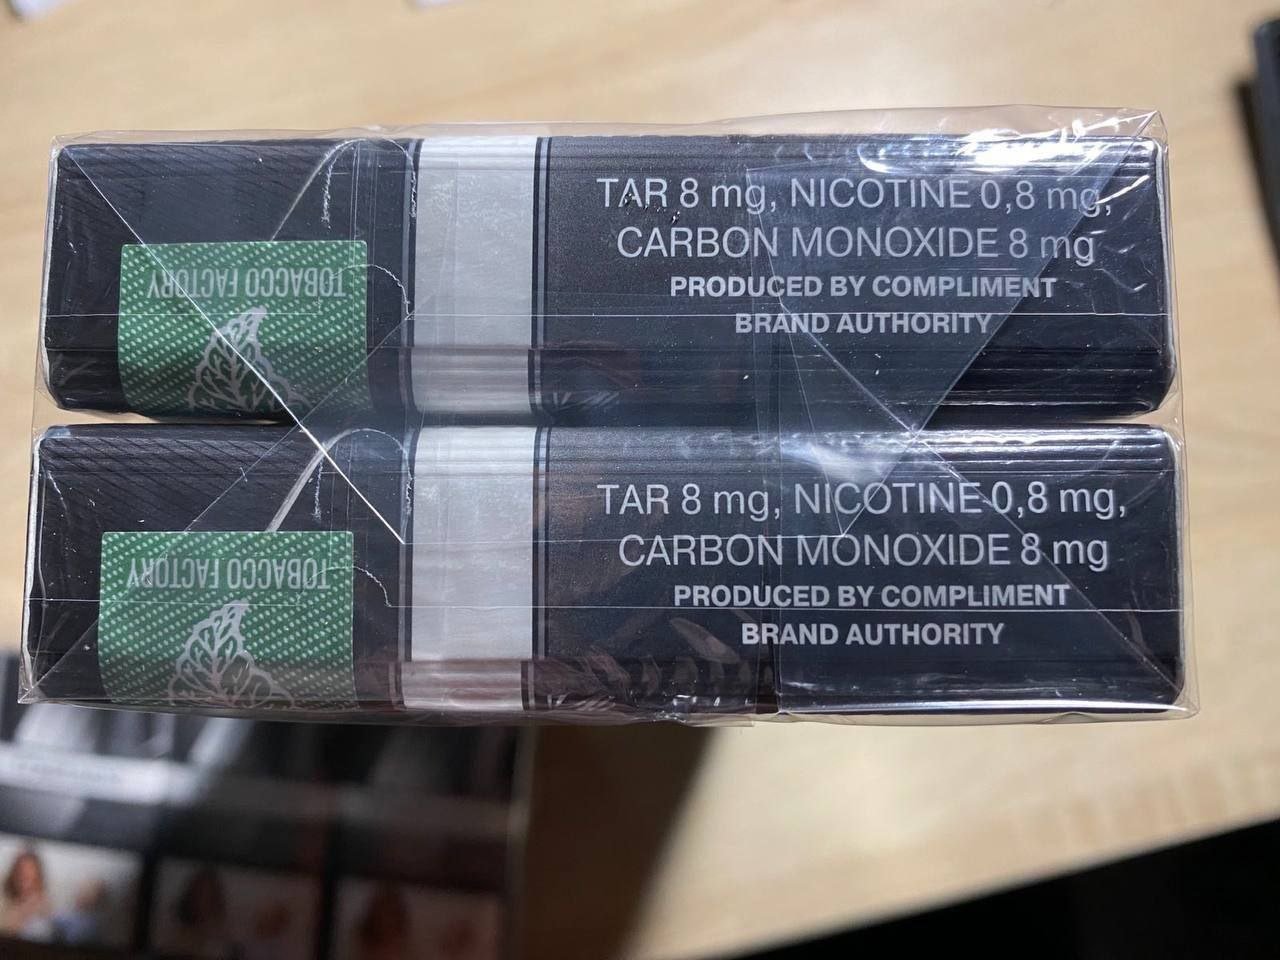 TAR 8 mg, NICOTINE 0,8 mg,
CARBON MONOXIDE 8 mg
PRODUCED BY COMPLIMENT
BRAND AUTHORITY
TOBACCO FACTORY
TAR 8 mg, NICOTINE 0,8 mg,
CARBON MONOXIDE 8 mg
PRODUCED BY COMPLIMENT
BRAND AUTHORITY
TOBACCO FACTORY